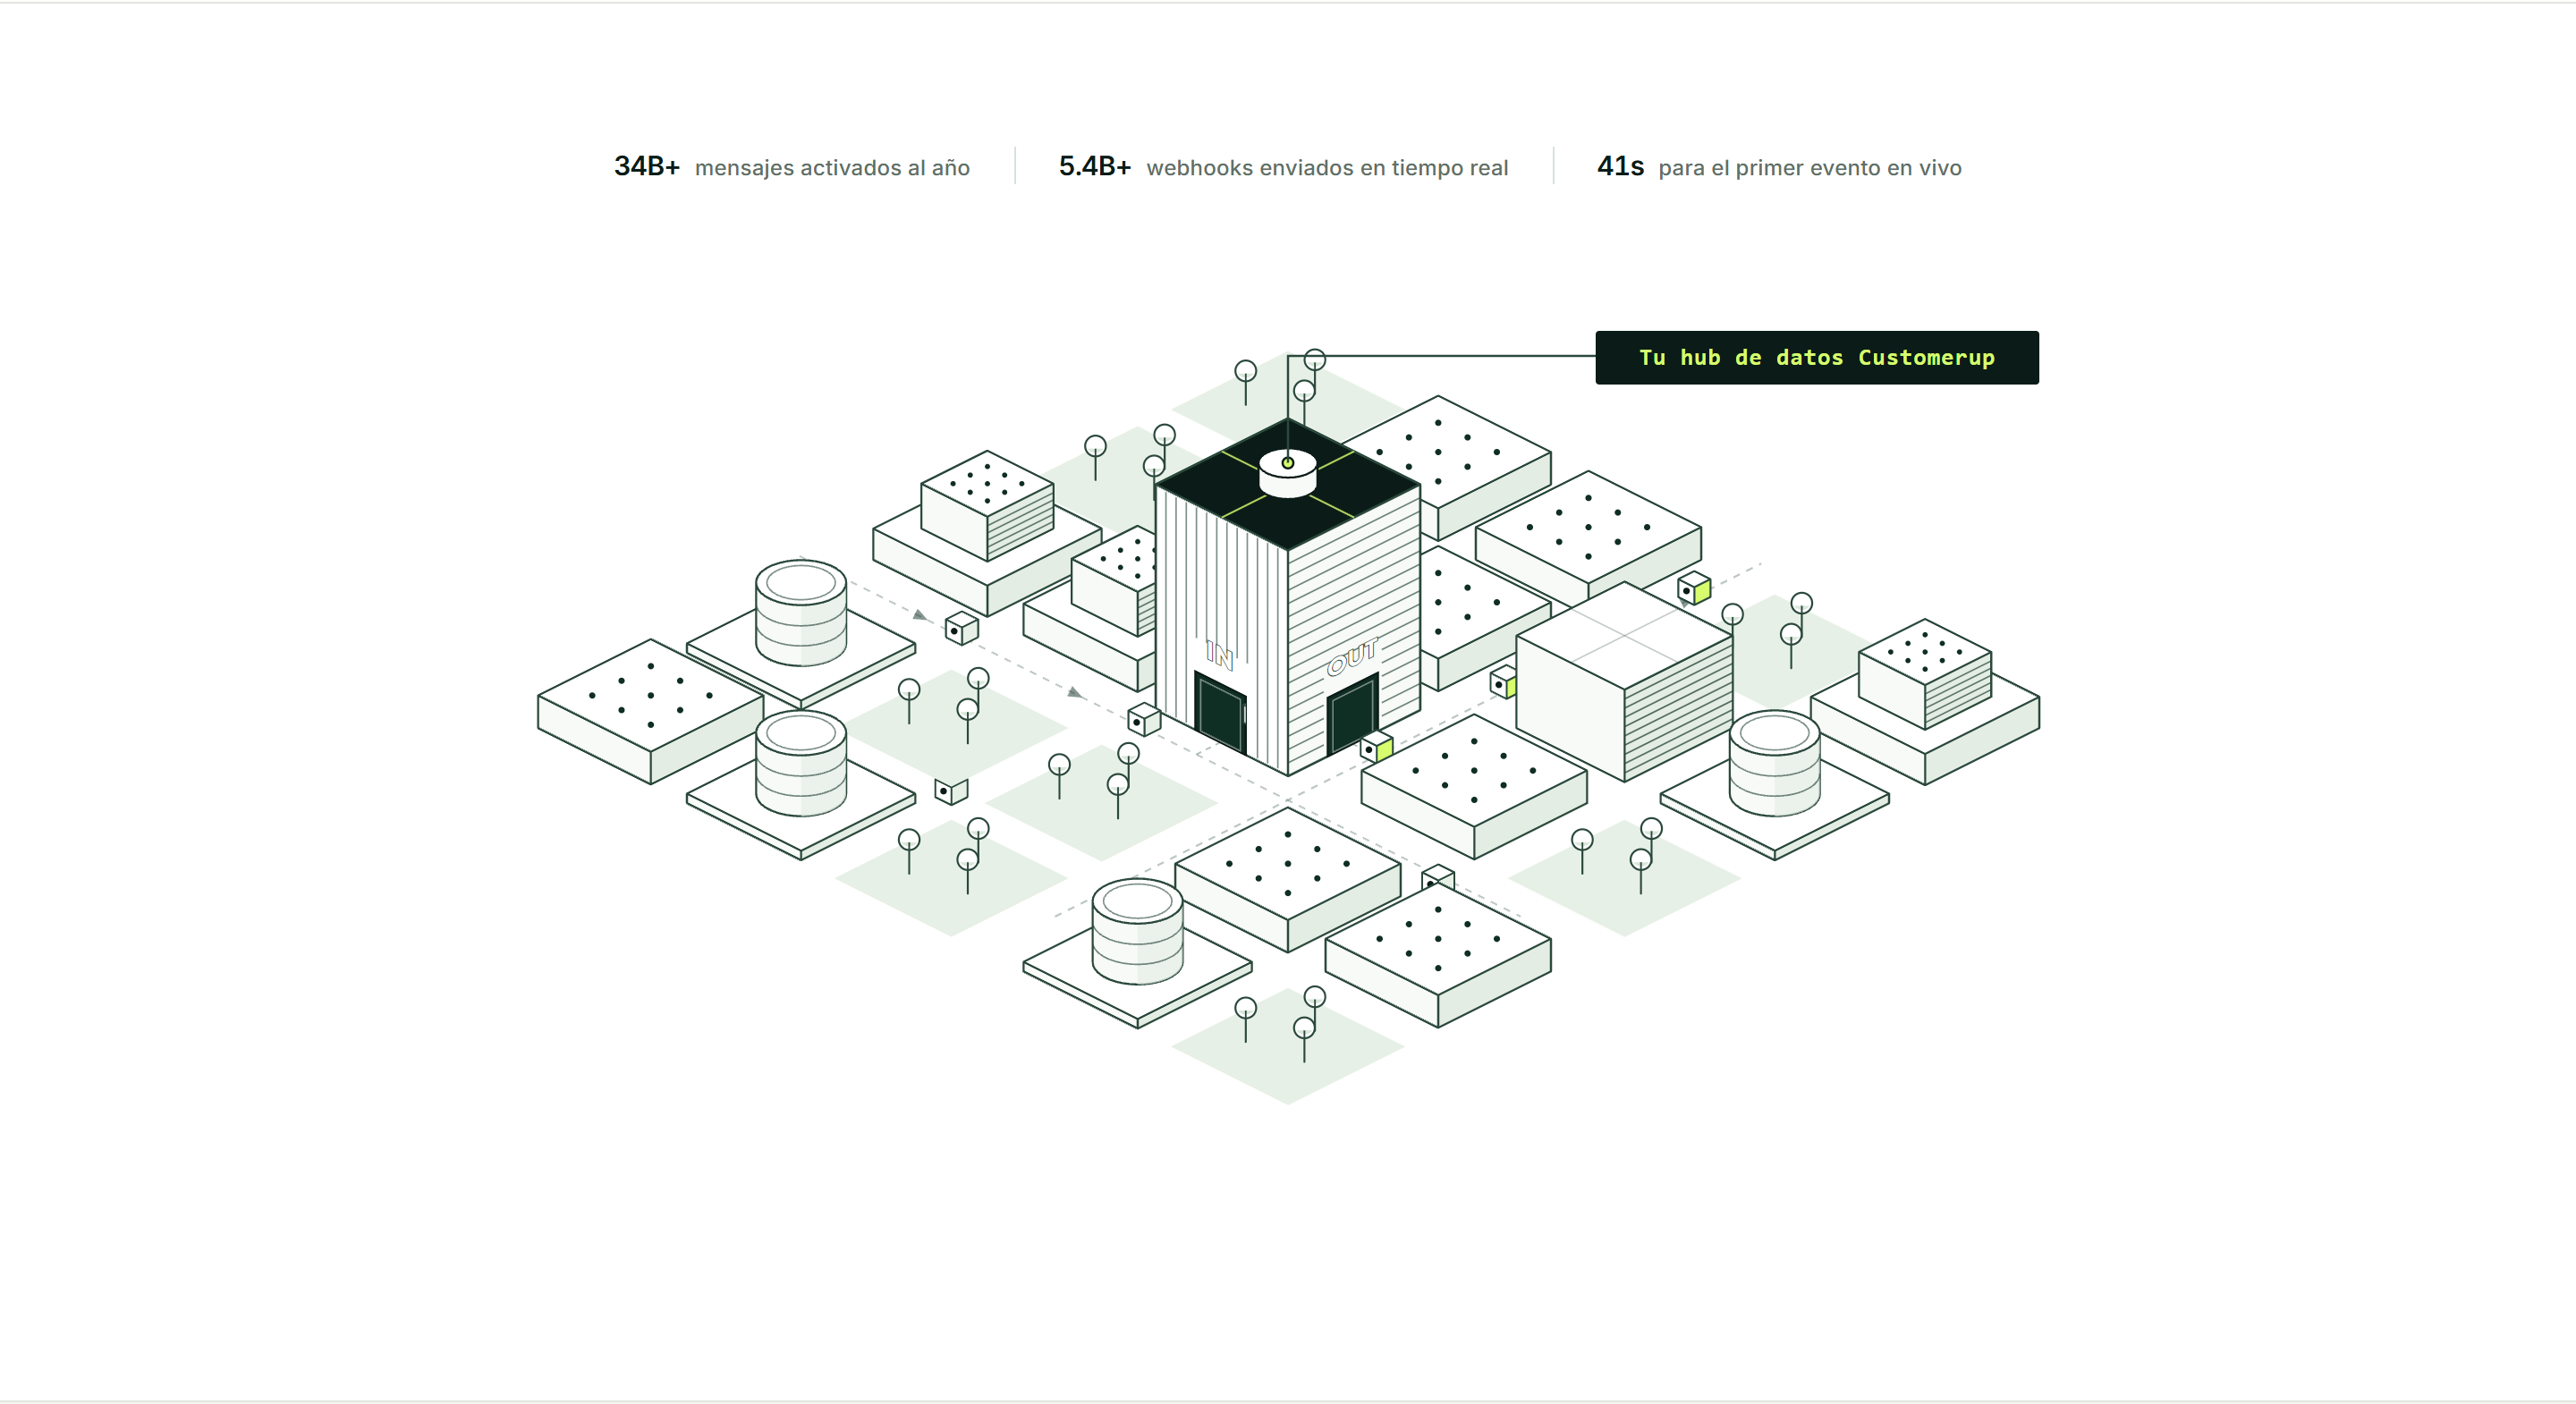 34B+ mensajes activados al año
5.4B+ webhooks enviados en tiempo real
41s para el primer evento en vivo
Tu hub de datos Customerup
IN
OUT